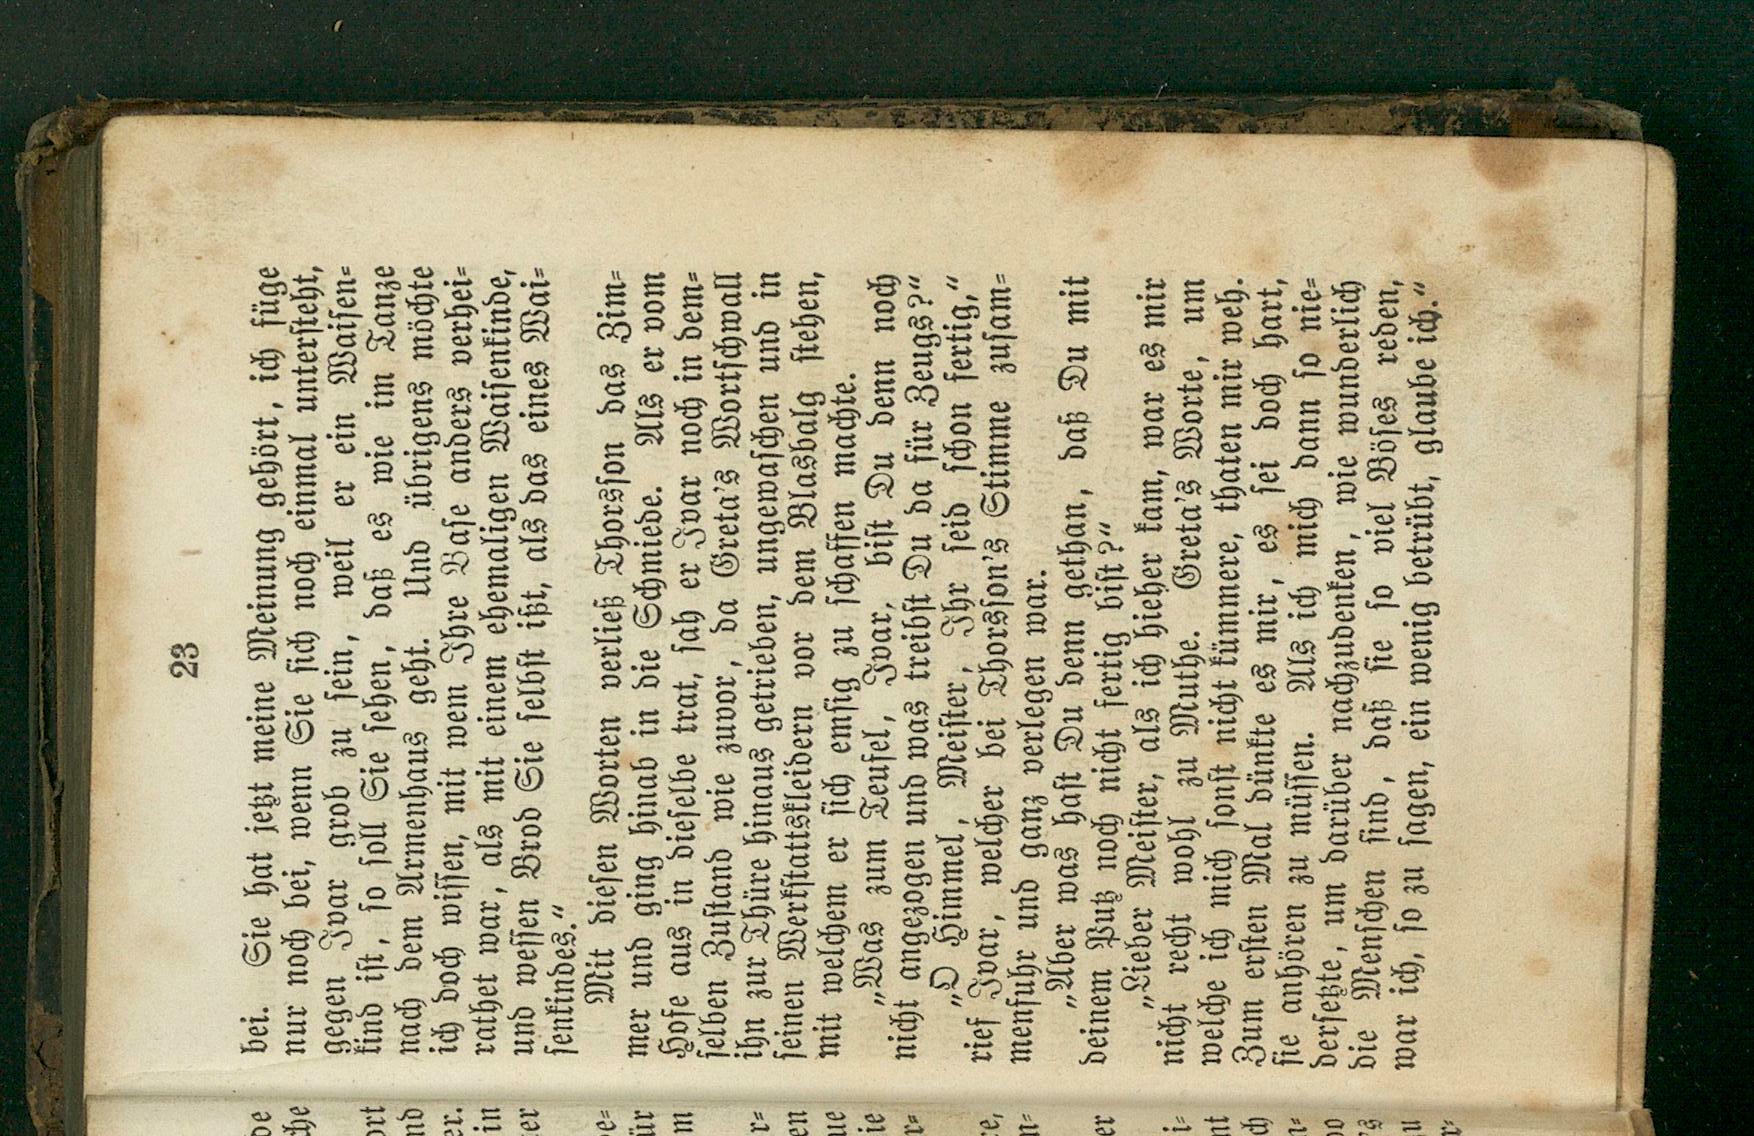 23
bei. Sie hat jetzt meine Meinung gehört, ich füge
nur noch bei, wenn Sie sich noch einmal untersteht,
gegen Ivar grob zu sein, weil er ein Waisen-
kind ist, so soll Sie sehen, daß es wie im Tanze
nach dem Armenhaus geht. Und übrigens möchte
ich doch wissen, mit wem Ihre Base anders verhei-
rathet war, als mit einem ehemaligen Waisenkinde,
und wessen Brod Sie selbst ißt, als das eines Wai-
senkindes.“
Mit diesen Worten verließ Thorsson das Zim-
mer und ging hinab in die Schmiede. Als er vom
Hofe aus in dieselbe trat, sah er Ivar noch in dem-
selben Zustand wie zuvor, da Greta's Wortschwall
ihn zur Thüre hinaus getrieben, ungewaschen und in
seinen Werkstattskleidern vor dem Blasbalg stehen,
mit welchem er sich emsig zu schaffen machte.
„Was zum Teufel, Ivar, bist Du denn noch
nicht angezogen und was treibst Du da für Zeugs?“
„O Himmel, Meister, Ihr seid schon fertig,“
rief Ivar, welcher bei Thorsson's Stimme zusam-
menfuhr und ganz verlegen war.
„Aber was hast Du denn gethan, daß Du mit
deinem Putz noch nicht fertig bist?“
„Lieber Meister, als ich hieher kam, war es mir
nicht recht wohl zu Muthe. Greta's Worte, um
welche ich mich sonst nicht kümmere, thaten mir weh.
Zum ersten Mal dünkte es mir, es sei doch hart,
sie anhören zu müssen. Als ich mich dann so nie-
dersetzte, um darüber nachzudenken, wie wunderlich
die Menschen sind, daß sie so viel Böses reden,
war ich, so zu sagen, ein wenig betrübt, glaube ich.“